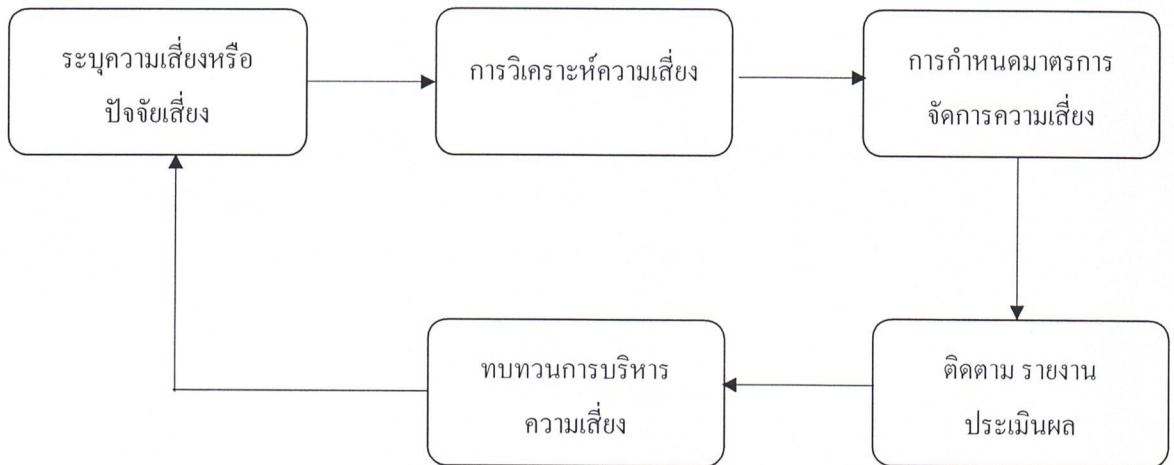 ระบุความเสี่ยงหรือ
ปัจจัยเสี่ยง
การวิเคราะห์ความเสี่ยง
การกำหนดมาตรการ
จัดการความเสี่ยง
ติดตาม รายงาน
ประเมินผล
ทบทวนการบริหาร
ความเสี่ยง